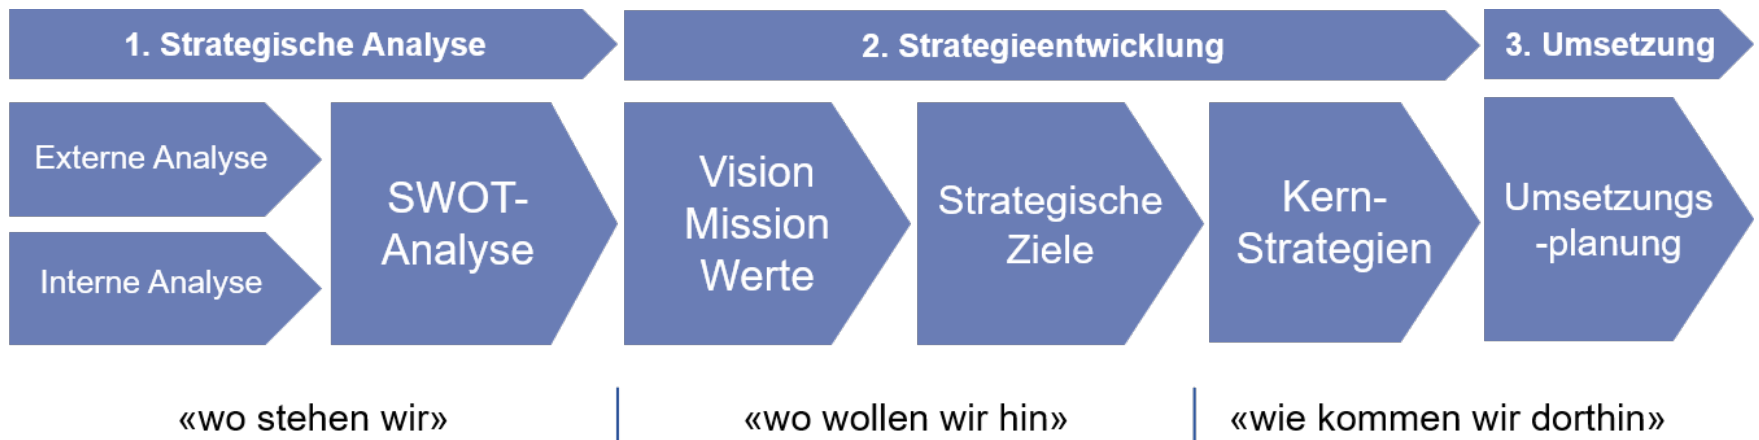 1. Strategische Analyse
2. Strategieentwicklung
3. Umsetzung
Externe Analyse
Interne Analyse
SWOT-
Analyse
Vision
Mission
Werte
Strategische
Ziele
Kern-
Strategien
Umsetzungs
-planung
«wo stehen wir»
«wo wollen wir hin»
«wie kommen wir dorthin»